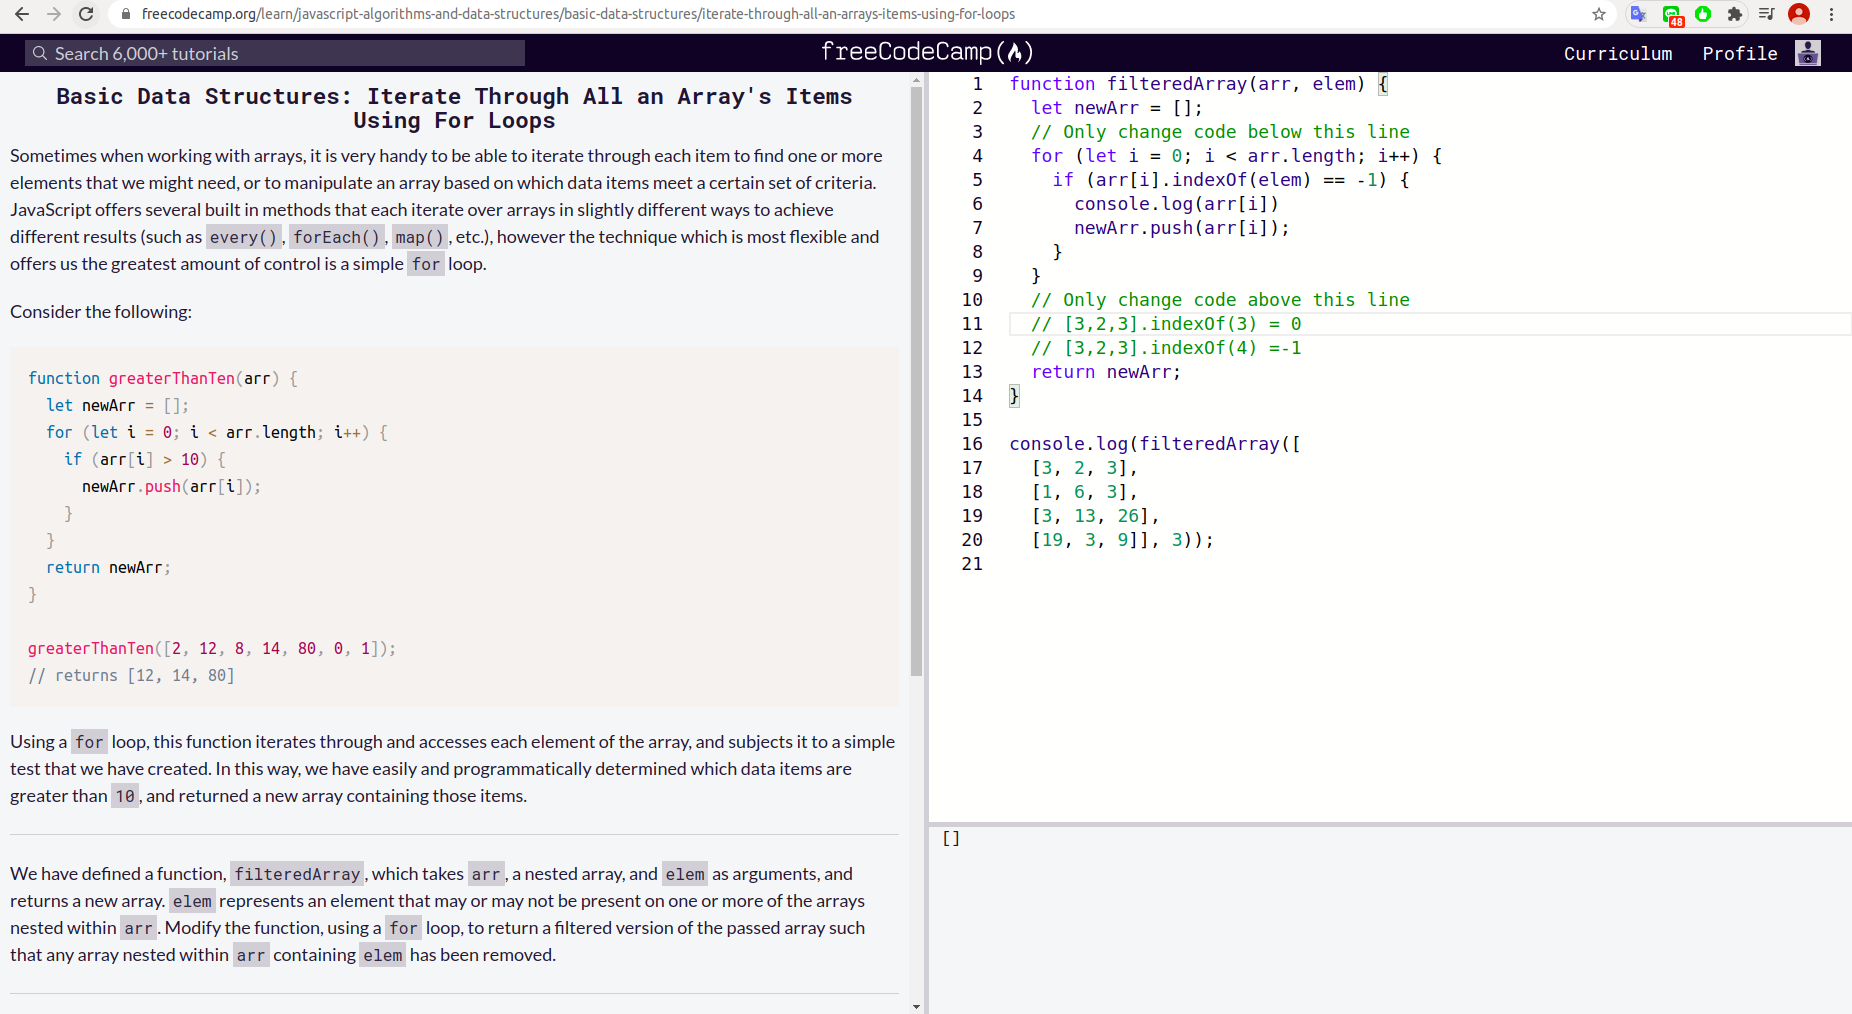 freecodecamp.org/learn/javascript-algorithms-and-data-structures/basic-data-structures/iterate-through-all-an-arrays-items-using-for-loops
48
Search 6,000+ tutorials
freeCodeCamp
Curriculum
Profile
Basic Data Structures: Iterate Through All an Array's Items
Using For Loops
Sometimes when working with arrays, it is very handy to be able to iterate through each item to find one or more
elements that we might need, or to manipulate an array based on which data items meet a certain set of criteria.
JavaScript offers several built in methods that each iterate over arrays in slightly different ways to achieve
different results (such as every(), forEach(), map(), etc.), however the technique which is most flexible and
offers us the greatest amount of control is a simple for loop.
Consider the following:
function greaterThanTen(arr) {
  let newArr = [];
  for (let i = 0; i < arr.length; i++) {
    if (arr[i] > 10) {
      newArr.push(arr[i]);
    }
  }
  return newArr;
}
greaterThanTen([2, 12, 8, 14, 80, 0, 1]);
// returns [12, 14, 80]
Using a for loop, this function iterates through and accesses each element of the array, and subjects it to a simple
test that we have created. In this way, we have easily and programmatically determined which data items are
greater than 10, and returned a new array containing those items.
We have defined a function, filteredArray, which takes arr, a nested array, and elem as arguments, and
returns a new array. elem represents an element that may or may not be present on one or more of the arrays
nested within arr. Modify the function, using a for loop, to return a filtered version of the passed array such
that any array nested within arr containing elem has been removed.
1 function filteredArray(arr, elem) {
2   let newArr = [];
3   // Only change code below this line
4   for (let i = 0; i < arr.length; i++) {
5     if (arr[i].indexOf(elem) == -1) {
6       console.log(arr[i])
7       newArr.push(arr[i]);
8     }
9   }
10   // Only change code above this line
11   // [3,2,3].indexOf(3) = 0
12   // [3,2,3].indexOf(4) =-1
13   return newArr;
14 }
15
16 console.log(filteredArray([
17   [3, 2, 3],
18   [1, 6, 3],
19   [3, 13, 26],
20   [19, 3, 9]], 3));
21
[]